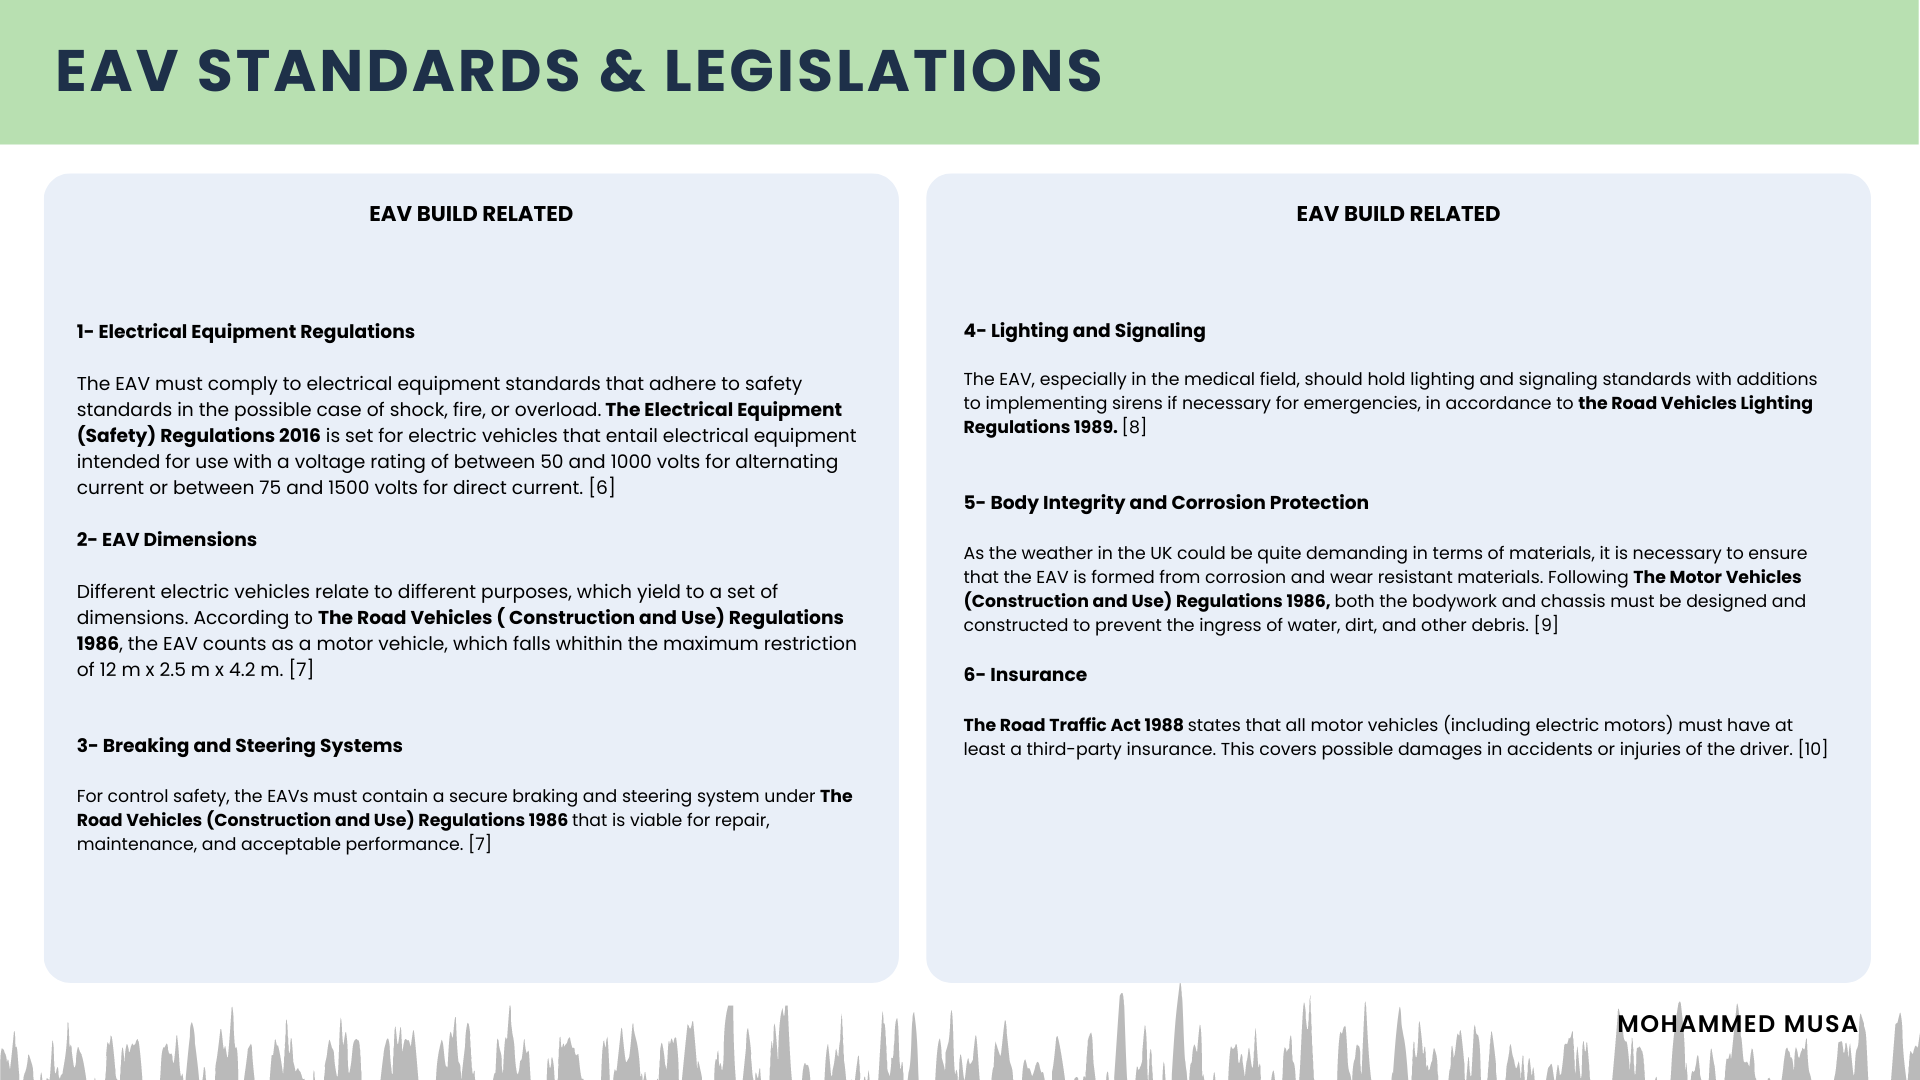 EAV STANDARDS & LEGISLATIONS
EAV BUILD RELATED
1- Electrical Equipment Regulations
The EAV must comply to electrical equipment standards that adhere to safety
standards in the possible case of shock, fire, or overload. The Electrical Equipment
(Safety) Regulations 2016 is set for electric vehicles that entail electrical equipment
intended for use with a voltage rating of between 50 and 1000 volts for alternating
current or between 75 and 1500 volts for direct current. [6]
2- EAV Dimensions
Different electric vehicles relate to different purposes, which yield to a set of
dimensions. According to The Road Vehicles ( Construction and Use) Regulations
1986, the EAV counts as a motor vehicle, which falls whithin the maximum restriction
of 12 m x 2.5 m x 4.2 m. [7]
3- Breaking and Steering Systems
For control safety, the EAVs must contain a secure braking and steering system under The
Road Vehicles (Construction and Use) Regulations 1986 that is viable for repair,
maintenance, and acceptable performance. [7]
EAV BUILD RELATED
4- Lighting and Signaling
The EAV, especially in the medical field, should hold lighting and signaling standards with additions
to implementing sirens if necessary for emergencies, in accordance to the Road Vehicles Lighting
Regulations 1989. [8]
5- Body Integrity and Corrosion Protection
As the weather in the UK could be quite demanding in terms of materials, it is necessary to ensure
that the EAV is formed from corrosion and wear resistant materials. Following The Motor Vehicles
(Construction and Use) Regulations 1986, both the bodywork and chassis must be designed and
constructed to prevent the ingress of water, dirt, and other debris. [9]
6- Insurance
The Road Traffic Act 1988 states that all motor vehicles (including electric motors) must have at
least a third-party insurance. This covers possible damages in accidents or injuries of the driver. [10]
MOHAMMED MUSA